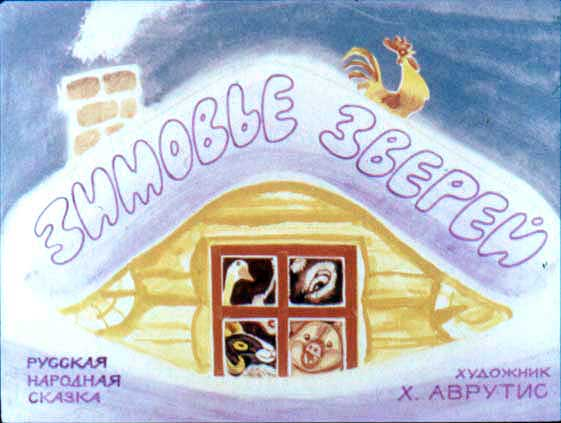 ЗИМОВЬЕ ЗВЕРЕЙ
РУССКАЯ
НАРОДНАЯ
СКАЗКА
ХУДОЖНИК
Х. АВРУТИС